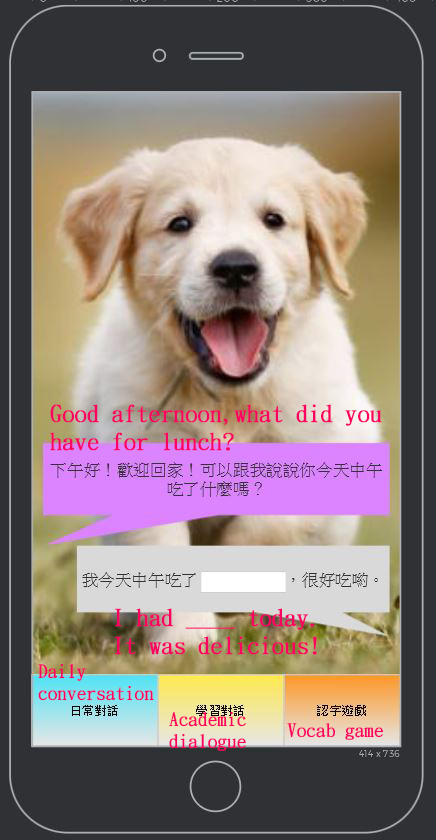 Good afternoon,what did you
have for lunch?
下午好！歡迎回家！可以跟我說說你今天中午
吃了什麼嗎？
我今天中午吃了 ，很好吃喲。
I had ____ today.
It was delicious!
Daily
conversation
日常對話
學習對話
Academic
dialogue
認字遊戲
Vocab game
414 x 736